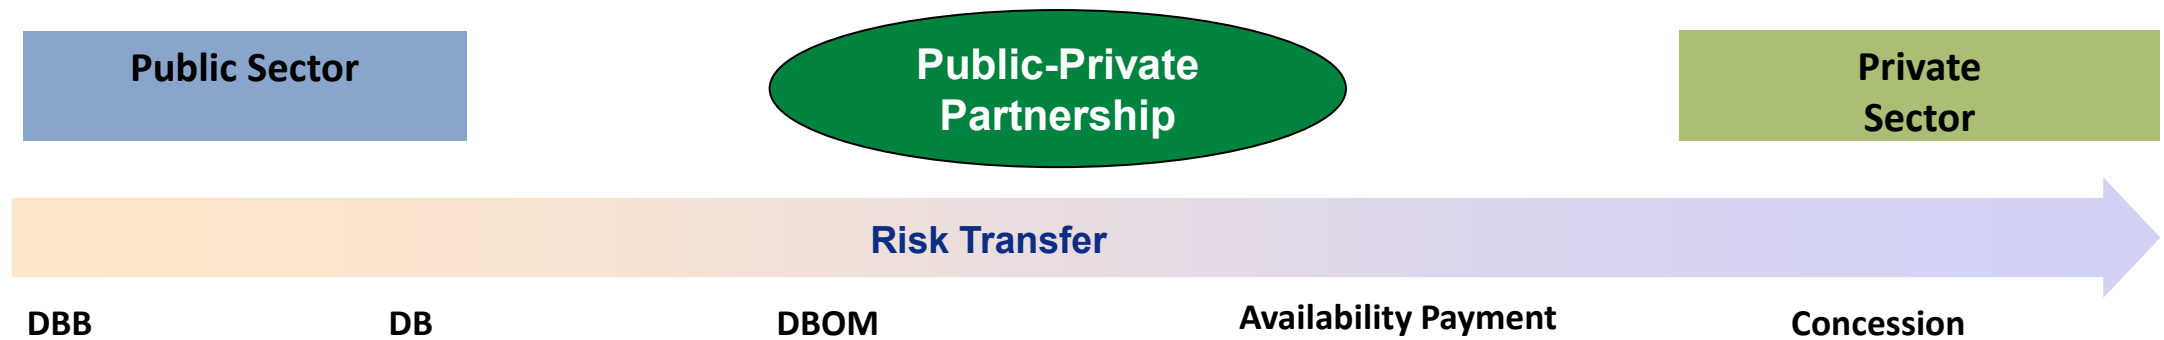 Public Sector
Public-Private
Partnership
Private
Sector
Risk Transfer
DBB
DB
DBOM
Availability Payment
Concession